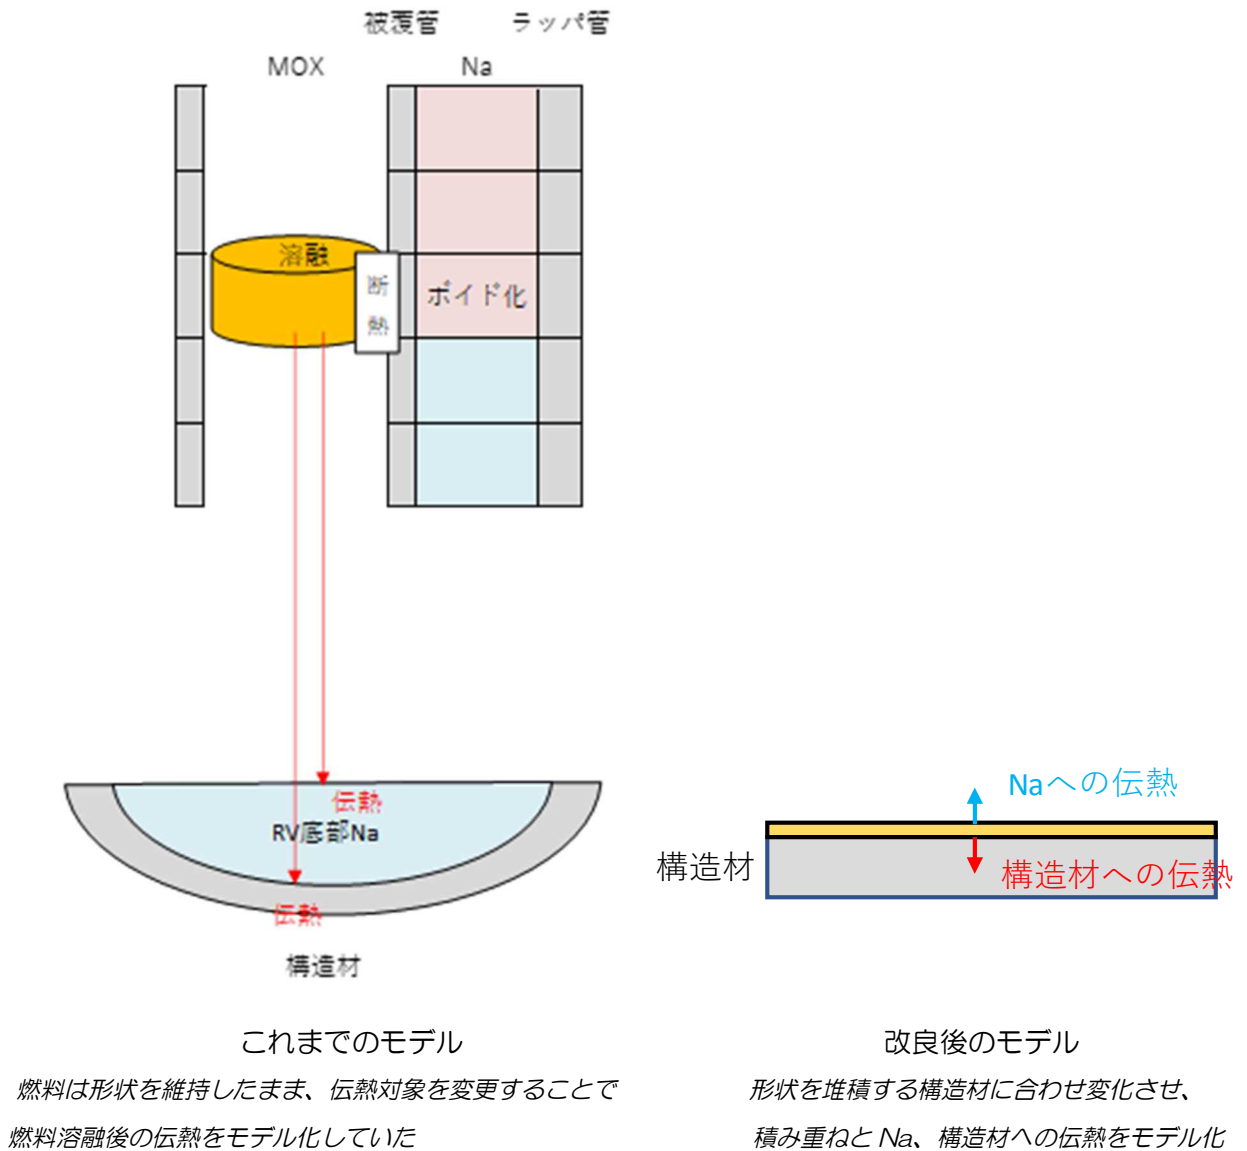 被覆管 ラッパ管
MOX Na
溶融
断熱
ボイド化
伝熱
RV底部Na
伝熱
構造材
Naへの伝熱
構造材
構造材への伝熱
これまでのモデル
燃料は形状を維持したまま、伝熱対象を変更することで
燃料溶融後の伝熱をモデル化していた
改良後のモデル
形状を堆積する構造材に合わせ変化させ、
積み重ねと Na、構造材への伝熱をモデル化